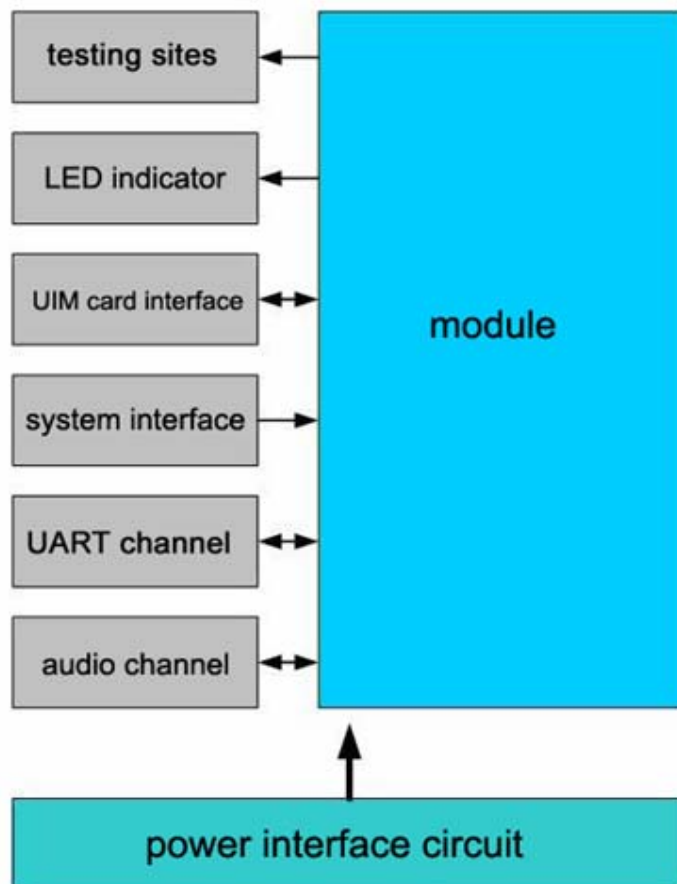 testing sites
LED indicator
UIM card interface
system interface
UART channel
audio channel
module
power interface circuit